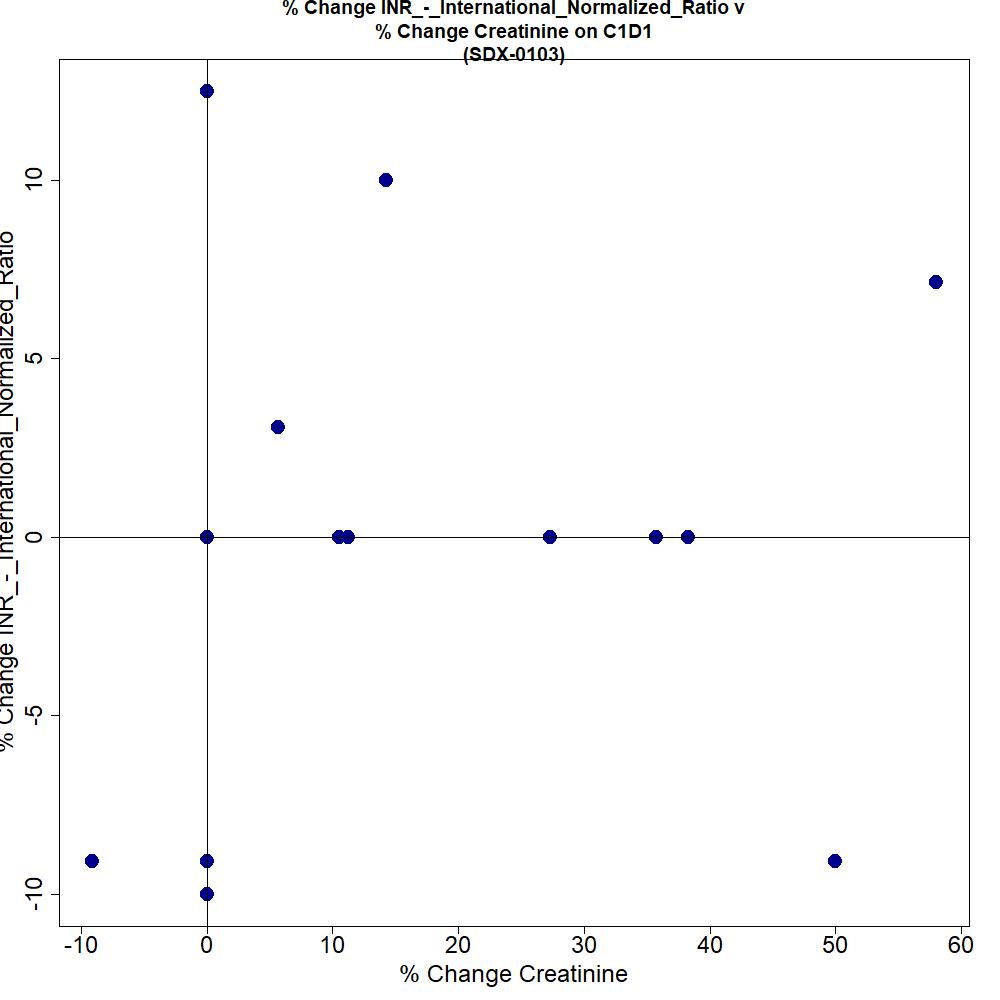 % Change INR_-_International_Normalized_Ratio v
% Change Creatinine on C1D1
(SDX-0103)
% Change INR_-_International_Normalized_Ratio
10
5
0
-5
-10
-10 0 10 20 30 40 50 60
% Change Creatinine